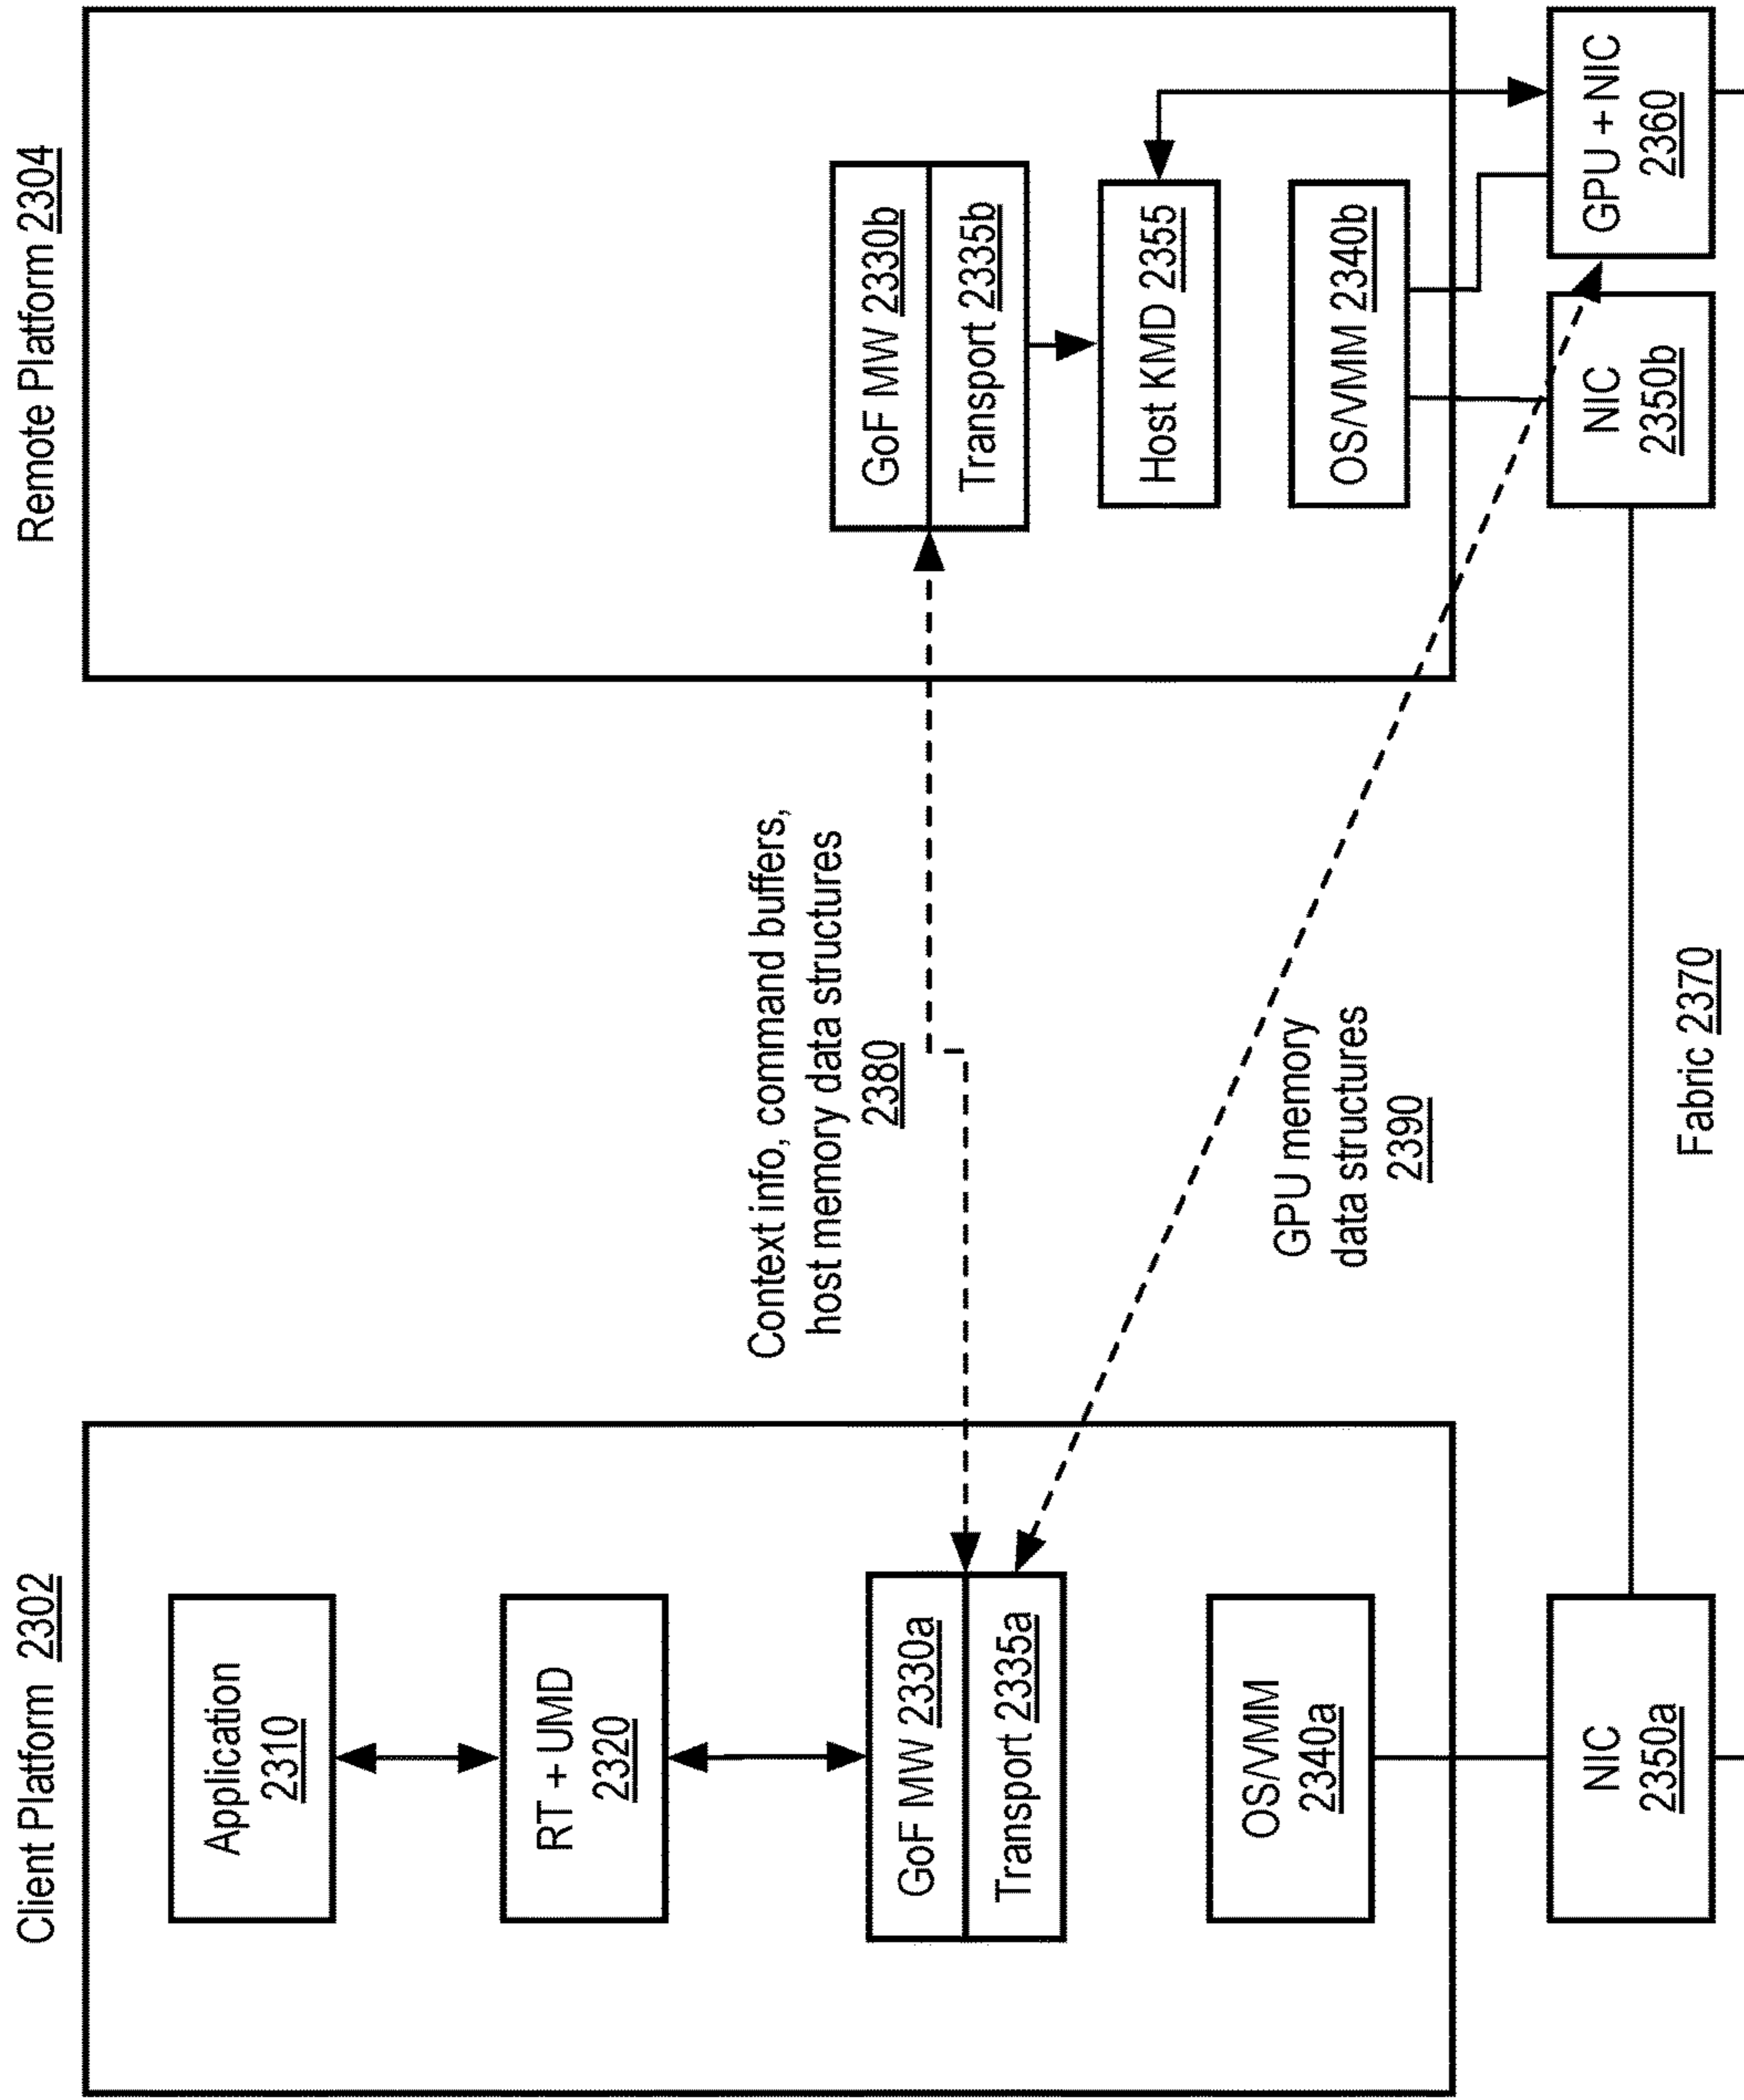 Client Platform 2302
Application
2310
RT + UMD
2320
GoF MW 2330a
Transport 2335a
OS/VMM
2340a
NIC
2350a
Context info, command buffers,
host memory data structures
2380
GPU memory
data structures
2390
Fabric 2370
Remote Platform 2304
GoF MW 2330b
Transport 2335b
Host KMD 2355
OS/VMM 2340b
NIC
2350b
GPU + NIC
2360